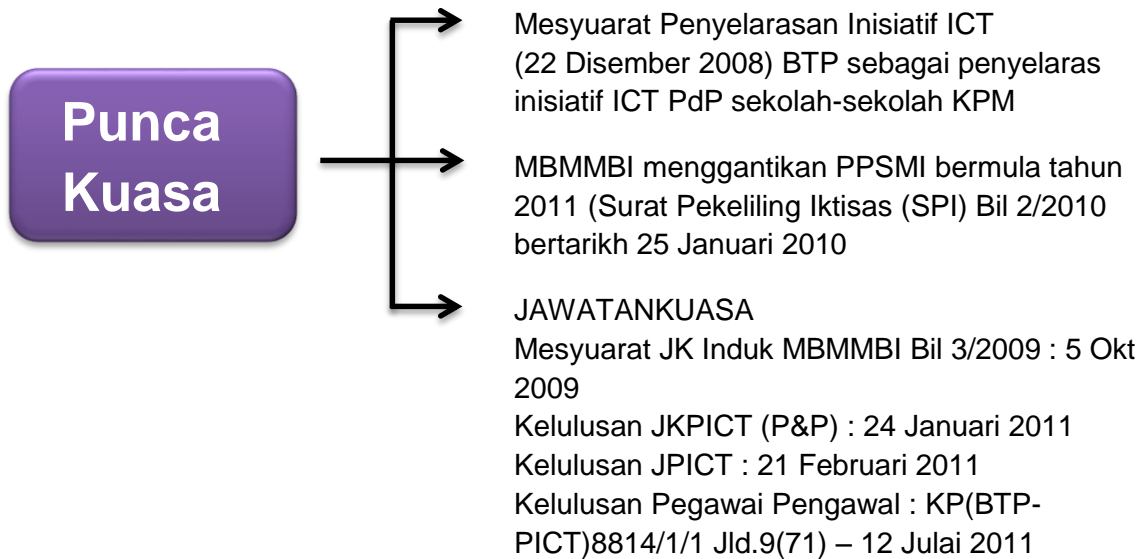 Punca
Kuasa
Mesyuarat Penyelarasan Inisiatif ICT
(22 Disember 2008) BTP sebagai penyelaras
inisiatif ICT PdP sekolah-sekolah KPM
MBMMBI menggantikan PPSMI bermula tahun
2011 (Surat Pekeliling Iktisas (SPI) Bil 2/2010
bertarikh 25 Januari 2010
JAWATANKUASA
Mesyuarat JK Induk MBMMBI Bil 3/2009 : 5 Okt
2009
Kelulusan JKPICT (P&P) : 24 Januari 2011
Kelulusan JPICT : 21 Februari 2011
Kelulusan Pegawai Pengawal : KP(BTP-
PICT)8814/1/1 Jld.9(71) – 12 Julai 2011